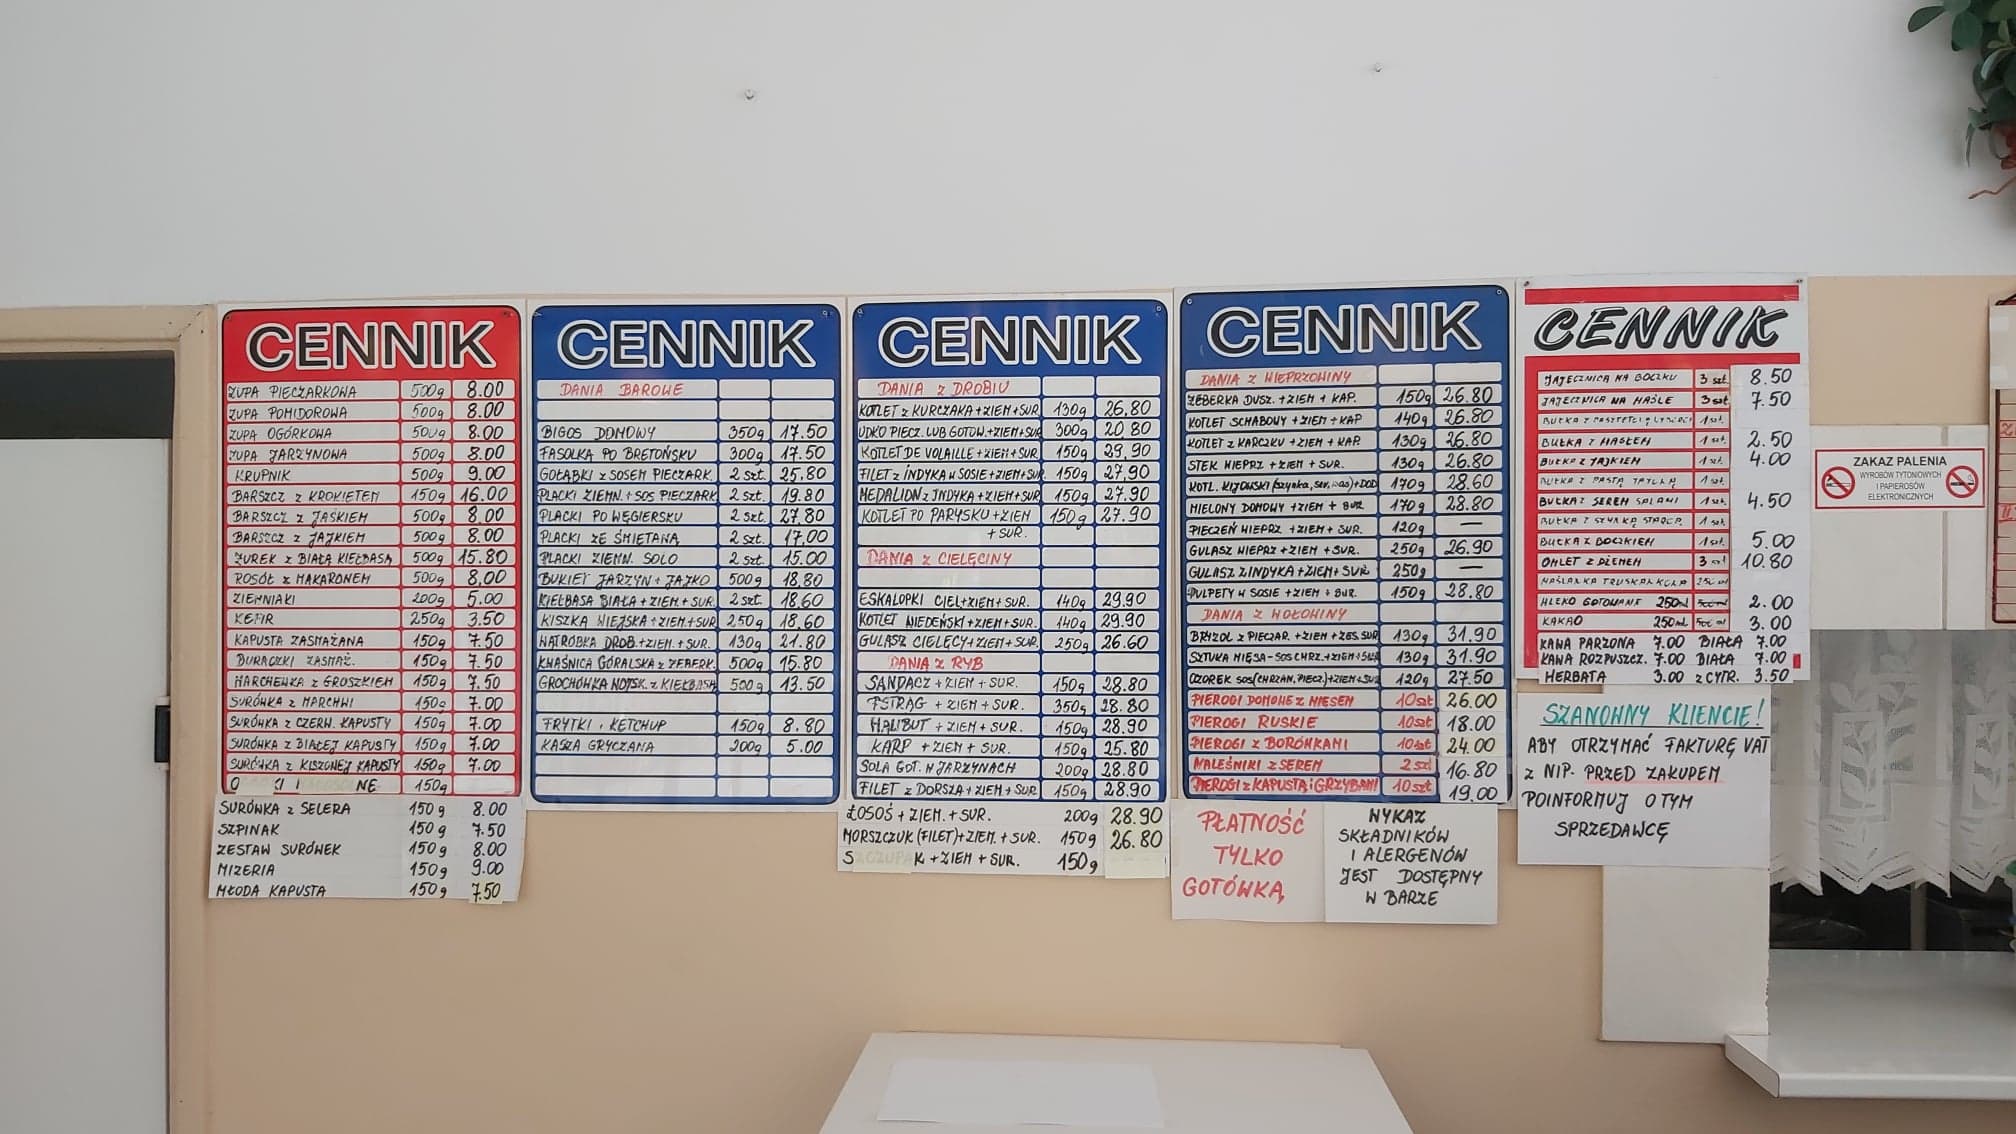 CENNIK
ZUPA PIECZARKOWA 500g 8.00
ZUPA POMIDOROWA 500g 8.00
ZUPA OGÓRKOWA 500g 8.00
ZUPA JARZYNOWA 500g 8.00
KRUPNIK 500g 9.00
BARSZCZ z KROKIETEM 150g 16.00
BARSZCZ z JAŚKIEM 500g 8.00
BARSZCZ z JAJKIEM 500g 8.00
ŻUREK z BIAŁĄ KIEŁBASĄ 500g 15.80
ROSÓŁ z MAKARONEM 500g 8,00
ZIEMNIAKI 200g 5.00
KEFIR 250g 3.50
KAPUSTA ZASMAŻANA 150g 7.50
BURACZKI ZASMAŻ. 150g 7.50
MARCHEWKA z GROSZKIEM 150g 7.50
SURÓWKA z MARCHWI 150g 7.00
SURÓWKA z CZERW. KAPUSTY 150g 7.00
SURÓWKA z BIAŁEJ KAPUSTY 150g 7.00
SURÓWKA z KISZONEJ KAPUSTY 150g 7.00
150g
SURÓWKA z SELERA 150g 8.00
SZPINAK 150g 7.50
ZESTAW SURÓWEK 150g 8.00
MIZERIA 150g 9.00
MŁODA KAPUSTA 150g 7.50
CENNIK
DANIA BAROWE
BIGOS DOMOWY 350g 17.50
FASOLKA PO BRETOŃSKU 300g 17.50
GOŁĄBKI z SOSEM PIECZARK. 2 szt. 25,80
PLACKI ZIEMN. + SOS PIECZARK. 2 szt. 19.80
PLACKI PO WĘGIERSKU 2 szt. 27,80
PLACKI ZE ŚMIETANĄ 2 szt. 17,00
PLACKI ZIEMN. SOLO 2 szt. 15.00
BUKIET JARZYN + JAJKO 500g 18,80
KIEŁBASA BIAŁA + ZIEM. + SUR. 2 szt. 18,60
KISZKA WIEJSKA + ZIEM. + SUR 250g 18,60
WĄTRÓBKA DROB. + ZIEM. + SUR. 130g 21.80
KWAŚNICA GÓRALSKA z ŻEBERK. 500g 15.80
GROCHÓWKA WOJSK. z KIEŁBASĄ 500g 13.50
FRYTKI, KETCHUP 150g 8.80
KASZA GRYCZANA 200g 5.00
CENNIK
DANIA z DROBIU
KOTLET z KURCZAKA + ZIEM + SUR 130g 26,80
UDKO PIECZ. LUB GOTOW. + ZIEM + SUR 300g 20.80
KOTLET DE VOLAILLE + ZIEM + SUR. 150g 29,90
FILET z INDYKA W SOSIE + ZIEM + SUR 150g 27,90
MEDALION z INDYKA + ZIEM + SUR 150g 27.90
KOTLET PO PARYSKU + ZIEM 150g 27.90
+ SUR.
DANIA z CIELĘCINY
ESKALOPKI CIEL + ZIEM + SUR. 140g 29.90
KOTLET WIEDEŃSKI + ZIEM + SUR. 140g 29.90
GULASZ CIELĘCY + ZIEM + SUR 250g 26.60
DANIA z RYB
SANDACZ + ZIEM + SUR. 150g 28.80
PSTRĄG + ZIEM + SUR. 350g 28.80
HALIBUT + ZIEM + SUR. 150g 28.90
KARP + ZIEM + SUR. 150g 25.80
SOLA GOT. W JARZYNACH 200g 28.80
FILET z DORSZA + ZIEM + SUR 150g 28.90
ŁOSOŚ + ZIEM. + SUR. 200g 28.90
MORSZCZUK (FILET) + ZIEM. + SUR. 150g 26.80
SZCZUPAK + ZIEM + SUR. 150g
CENNIK
DANIA z WIEPRZOWINY
ŻEBERKA DUSZ. + ZIEM + KAP. 150g 26.80
KOTLET SCHABOWY + ZIEM + KAP 140g 26.80
KOTLET z KARCZKU + ZIEM + KAP. 130g 26.80
STEK WIEPRZ + ZIEM + SUR. 130g 26.80
KOTL. KIJOWSKI (szynka, ser, was) + DOD 170g 28.60
MIELONY DOMOWY + ZIEM + SUR 170g 28.80
PIECZEŃ WIEPRZ + ZIEM + SUR. 120g —
GULASZ WIEPRZ + ZIEM + SUR. 250g 26.90
GULASZ Z INDYKA + ZIEM + SUR 250g —
PULPETY W SOSIE + ZIEM + SUR. 150g 28.80
DANIA z WOŁOWINY
BRYZOL z PIECZAR. + ZIEM + ZES. SUR 130g 31.90
SZTUKA MIĘSA - SOS CHRZ. + ZIEM + SUR 130g 31.90
OZOREK SOS (CHRZAN, PIECZ.) + ZIEM + SUR 120g 27.50
PIEROGI DOMOWE z MIĘSEM 10szt 26.00
PIEROGI RUSKIE 10szt 18.00
PIEROGI z BORÓWKAMI 10szt 24.00
NALEŚNIKI z SEREM 2szt 16.80
PIEROGI z KAPUSTĄ i GRZYBAMI 10szt 19.00
PŁATNOŚĆ
TYLKO
GOTÓWKĄ
WYKAZ
SKŁADNIKÓW
I ALERGENÓW
JEST DOSTĘPNY
W BARZE
CENNIK
JAJECZNICA NA BOCZKU 3 szt. 8.50
JAJECZNICA NA MAŚLE 3 szt 7.50
1 szt
BUŁKA z MASŁEM 1 szt. 2.50
BUŁKA z JAJKIEM 1 szt. 4.00
BUŁKA z PASTĄ 1 szt.
BUŁKA z SEREM SALAMI 1 szt. 4.50
BUŁKA z SZYNKĄ 1 szt.
BUŁKA z BOCZKIEM 1 szt. 5.00
OMLET z DŻEMEM 3 szt 10.80
MAŚLANKA TRUSKAWKOWA 250 ml
MLEKO GOTOWANE 250ml 2.00
KAKAO 250ml 3.00
KAWA PARZONA 7.00 BIAŁA 7.00
KAWA ROZPUSZCZ. 7.00 BIAŁA 7.00
HERBATA 3.00 z CYTR. 3.50
SZANOWNY KLIENCIE!
ABY OTRZYMAĆ FAKTURĘ VAT
z NIP. PRZED ZAKUPEM
POINFORMUJ O TYM
SPRZEDAWCĘ
ZAKAZ PALENIA
WYROBÓW TYTONIOWYCH
I PAPIEROSÓW
ELEKTRONICZNYCH